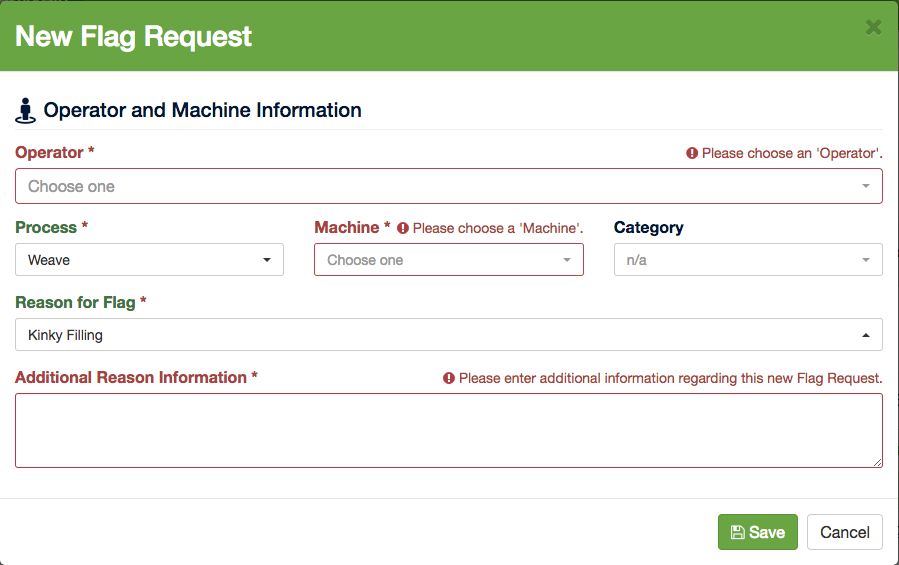 New Flag Request
Operator and Machine Information
Operator * Please choose an 'Operator'.
Choose one
Process * Machine * Please choose a 'Machine'. Category
Weave Choose one n/a
Reason for Flag *
Kinky Filling
Additional Reason Information * Please enter additional information regarding this new Flag Request.
Save Cancel